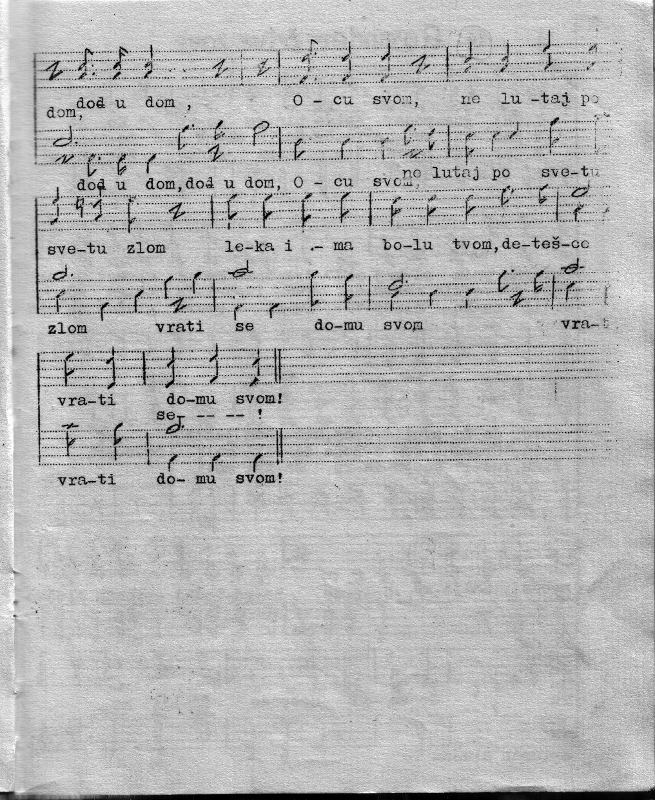 dođ u dom, O - cu svom, ne lu -taj po
dom,
ne lutaj po sve-tu
dođ u dom,dođ u dom, O - cu svom,
sve-tu zlom le-ka i .- ma bo-lu tvom,de-teš-ce
zlom vrati se do-mu svom vra-t
vra-ti do-mu svom!
se, -- -- !
vra-ti do- mu svom!